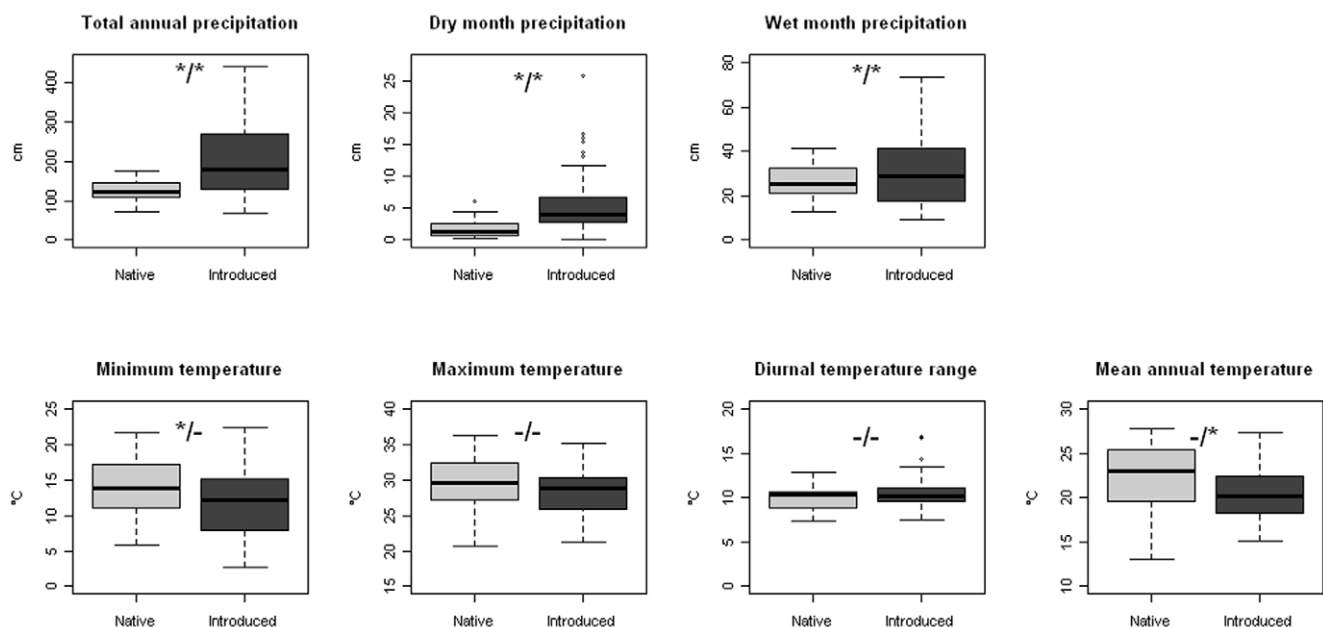 Total annual precipitation
cm
0
100
200
300
400
*/*
Native
Introduced
Dry month precipitation
cm
0
5
10
15
20
25
*/*
Native
Introduced
Wet month precipitation
cm
0
20
40
60
80
*/*
Native
Introduced
Minimum temperature
°C
0
5
10
15
20
25
*/-
Native
Introduced
Maximum temperature
°C
15
20
25
30
35
40
-/-
Native
Introduced
Diurnal temperature range
°C
0
5
10
15
20
-/-
Native
Introduced
Mean annual temperature
°C
10
15
20
25
30
-/*
Native
Introduced